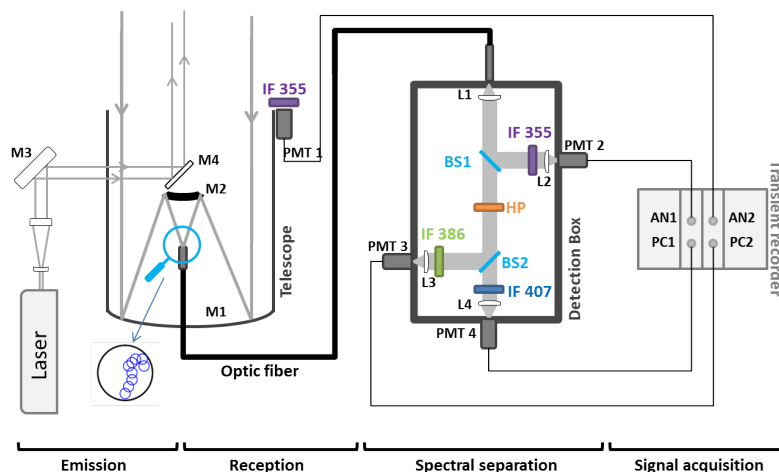 IF 355
M3
M4
PMT 1
L1
IF 355
PMT 2
BS1
L2
M2
HP
Telescope
Detection Box
Transient recorder
AN1
AN2
PC1
PC2
PMT 3
IF 386
BS2
L3
IF 407
M1
L4
PMT 4
Laser
Optic fiber
Emission
Reception
Spectral separation
Signal acquisition